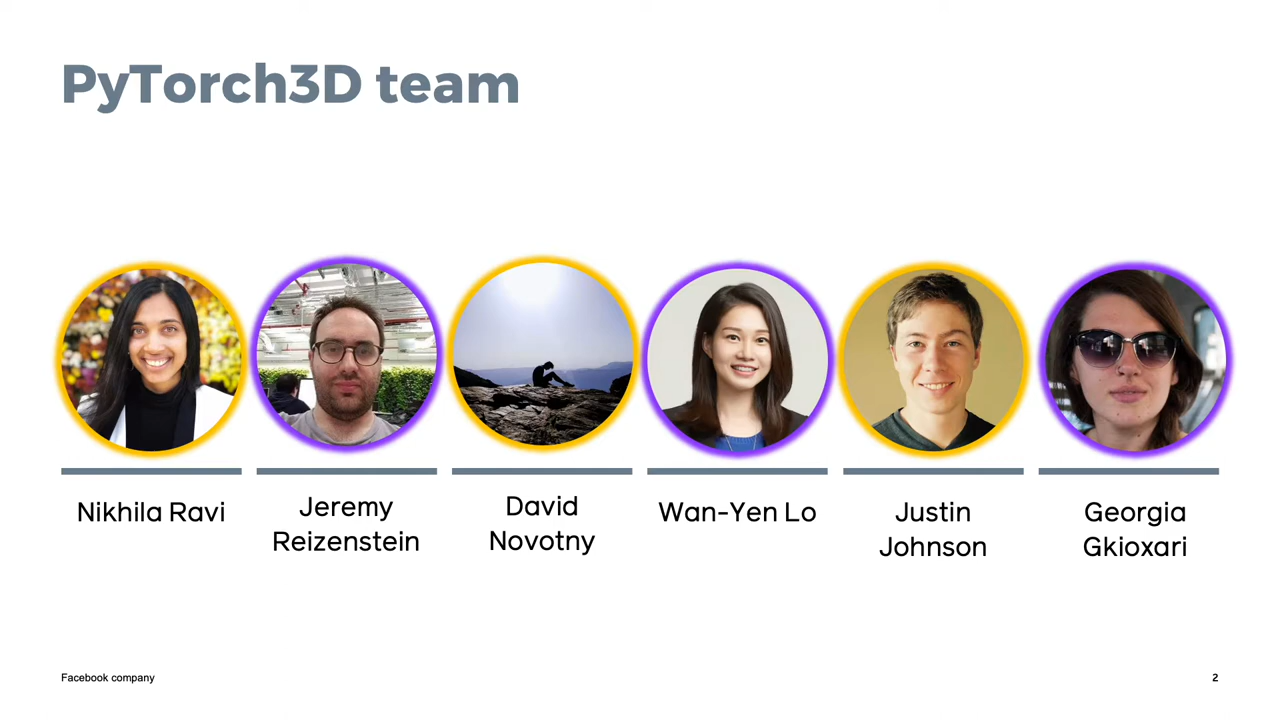 PyTorch3D team
Nikhila Ravi
Jeremy
Reizenstein
David
Novotny
Wan-Yen Lo
Justin
Johnson
Georgia
Gkioxari
Facebook company
2